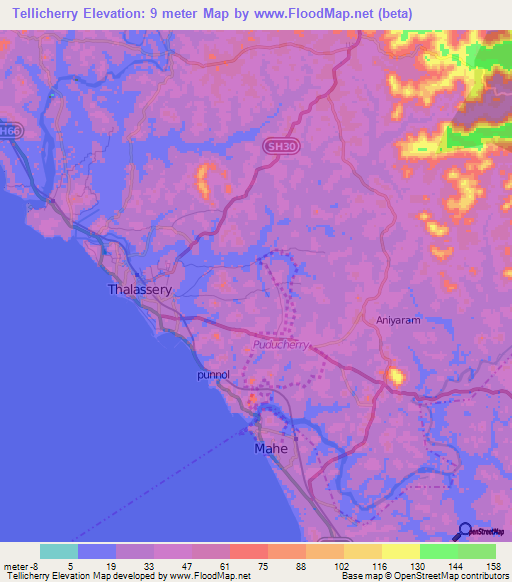 Tellicherry Elevation: 9 meter Map by www.FloodMap.net (beta)
H66
SH30
Thalassery
Aniyaram
Puducherry
punnol
Mahe
OpenStreetMap
meter -8 5 19 33 47 61 75 88 102 116 130 144 158
Tellicherry Elevation Map developed by www.FloodMap.net
Base map © OpenStreetMap contributors